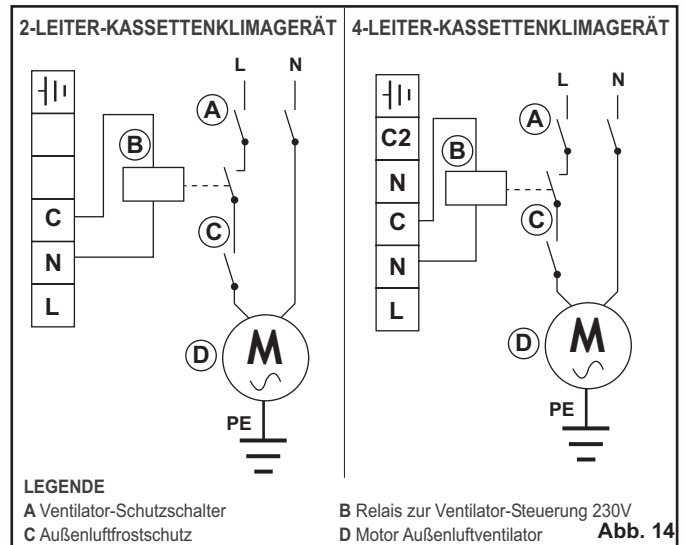 2-LEITER-KASSETTENKLIMAGERÄT
L N
A
B
C
N
L
C
D
M
PE
4-LEITER-KASSETTENKLIMAGERÄT
L N
A
C2
B
N
C
N
L
C
D
M
PE
LEGENDE
A Ventilator-Schutzschalter
B Relais zur Ventilator-Steuerung 230V
C Außenluftfrostschutz
D Motor Außenluftventilator
Abb. 14